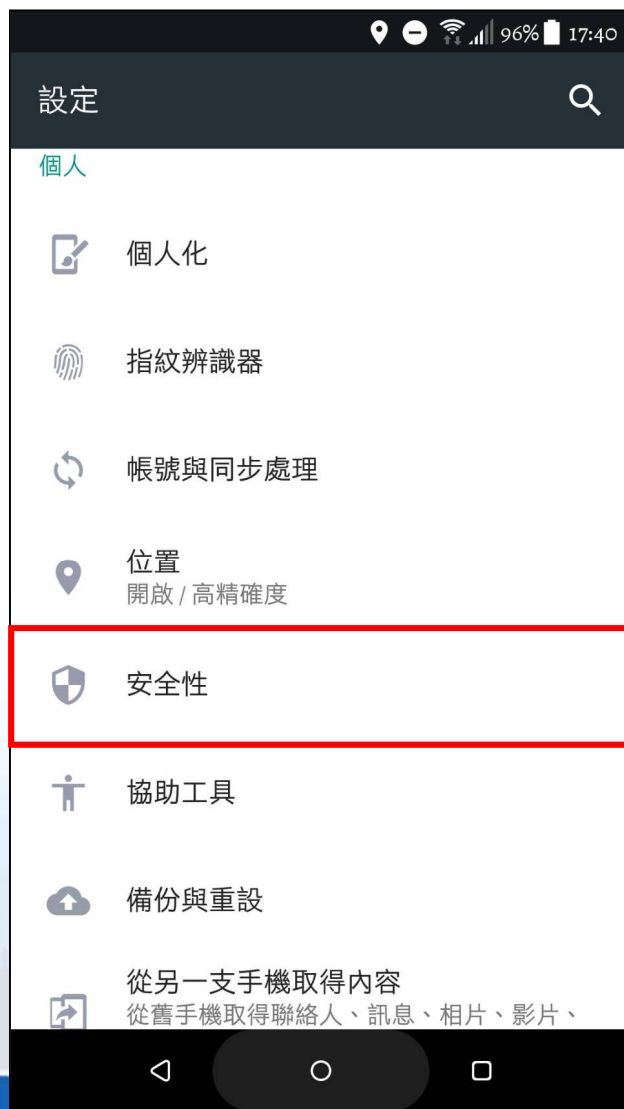 96% 17:40
設定
個人
個人化
指紋辨識器
帳號與同步處理
位置
開啟 / 高精確度
安全性
協助工具
備份與重設
從另一支手機取得內容
從舊手機取得聯絡人、訊息、相片、影片、